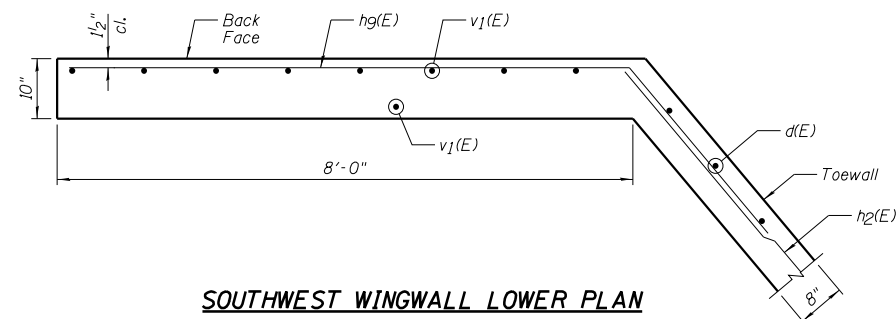 1½" cl.
Back
Face
h9(E)
v1(E)
10"
v1(E)
8'-0"
d(E)
Toewall
h2(E)
8"
SOUTHWEST WINGWALL LOWER PLAN